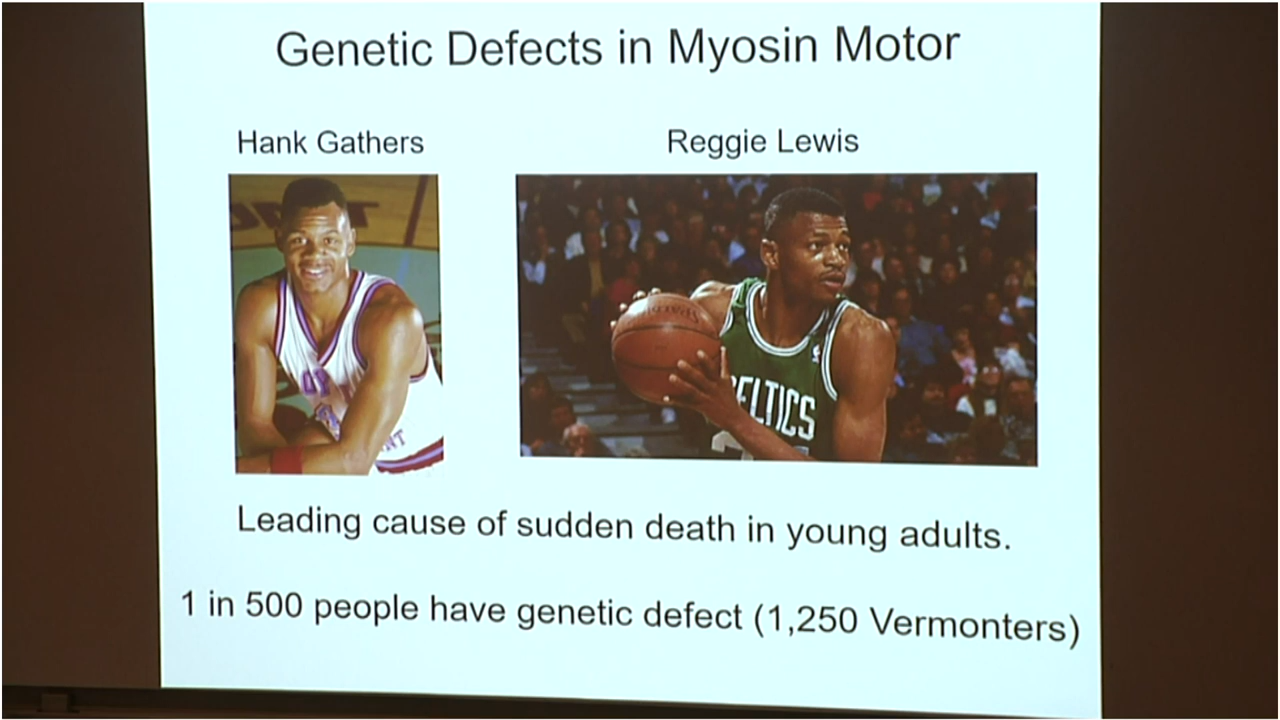 Genetic Defects in Myosin Motor
Hank Gathers
Reggie Lewis
CELTICS
Leading cause of sudden death in young adults.
1 in 500 people have genetic defect (1,250 Vermonters)